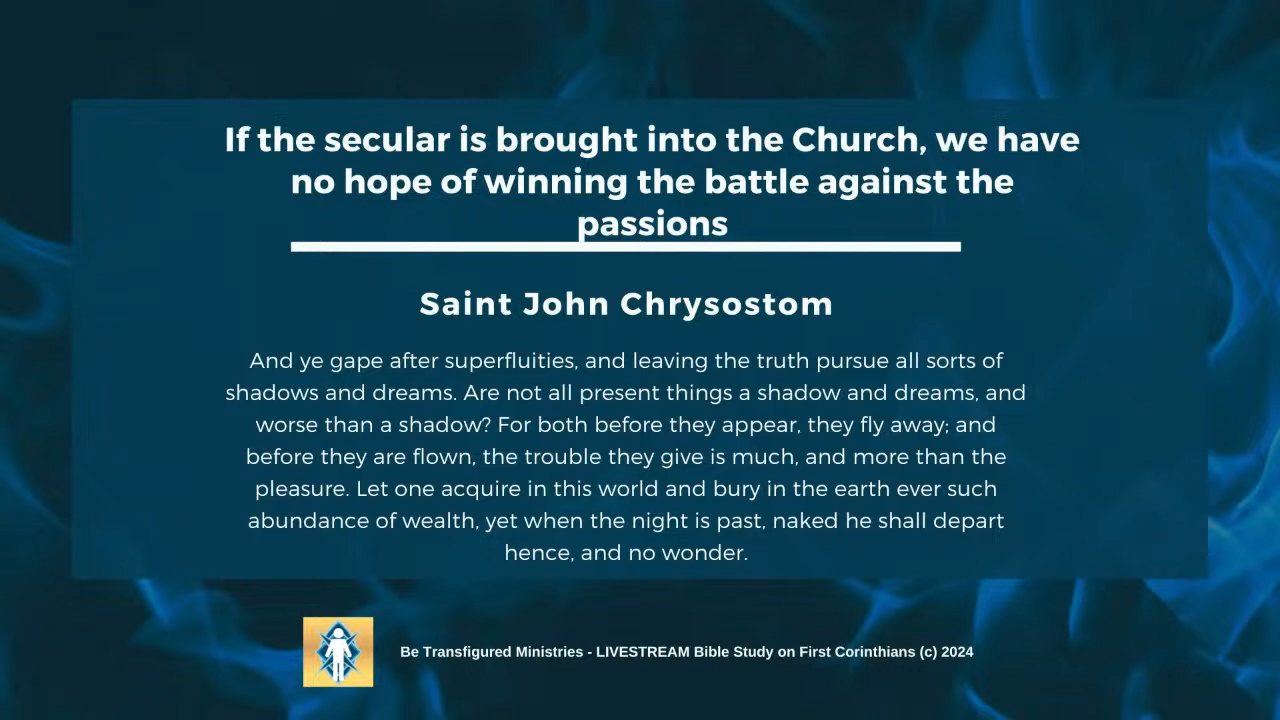 If the secular is brought into the Church, we have
no hope of winning the battle against the
passions
Saint John Chrysostom
And ye gape after superfluities, and leaving the truth pursue all sorts of
shadows and dreams. Are not all present things a shadow and dreams, and
worse than a shadow? For both before they appear, they fly away; and
before they are flown, the trouble they give is much, and more than the
pleasure. Let one acquire in this world and bury in the earth ever such
abundance of wealth, yet when the night is past, naked he shall depart
hence, and no wonder.
Be Transfigured Ministries - LIVESTREAM Bible Study on First Corinthians (c) 2024